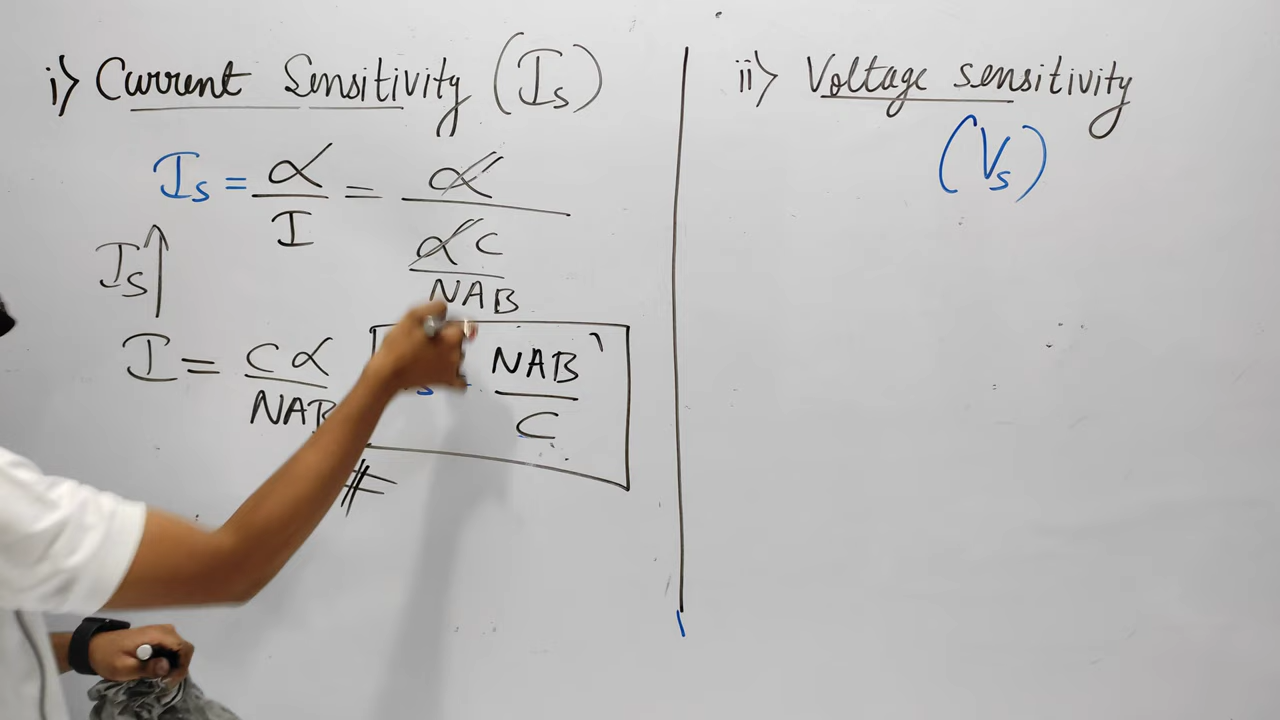 i) Current Sensitivity (Is)
Is = α/I = α/(αC/NAB)
Is↑
I = Cα/NAB
s NAB/C
#
ii) Voltage sensitivity
(Vs)